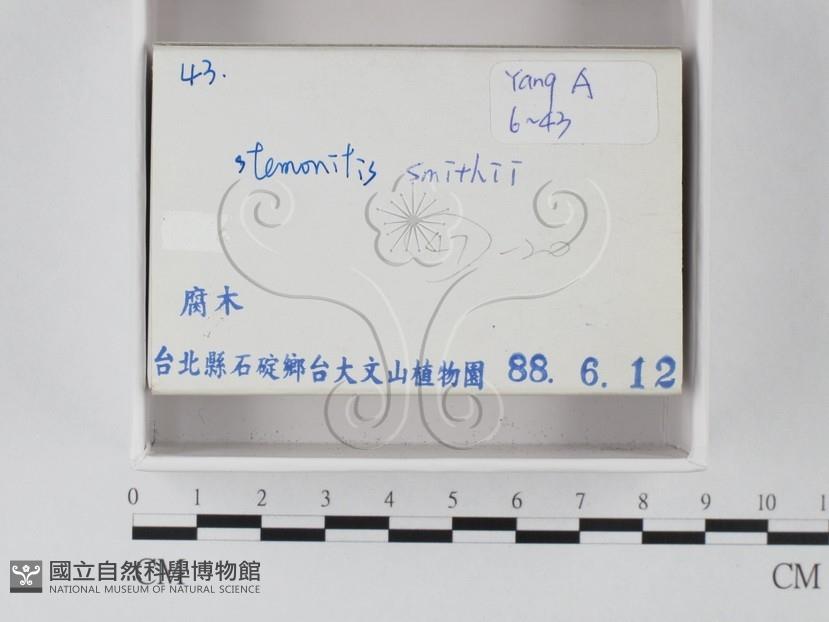 43.
Yang A
6~43
stemonitis smithii
腐木
台北縣石碇鄉台大文山植物園 88. 6. 12
0 1 2 3 4 5 6 7 8 9 10
CM CM
國立自然科學博物館
NATIONAL MUSEUM OF NATURAL SCIENCE